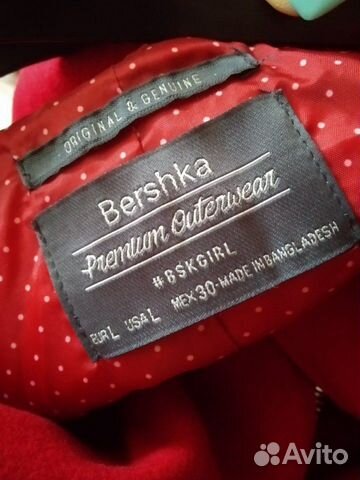 ORIGINAL & GENUINE
Bershka
Premium Outerwear
#BSKGIRL
EUR L USA L MEX 30-MADE IN BANGLADESH
Avito